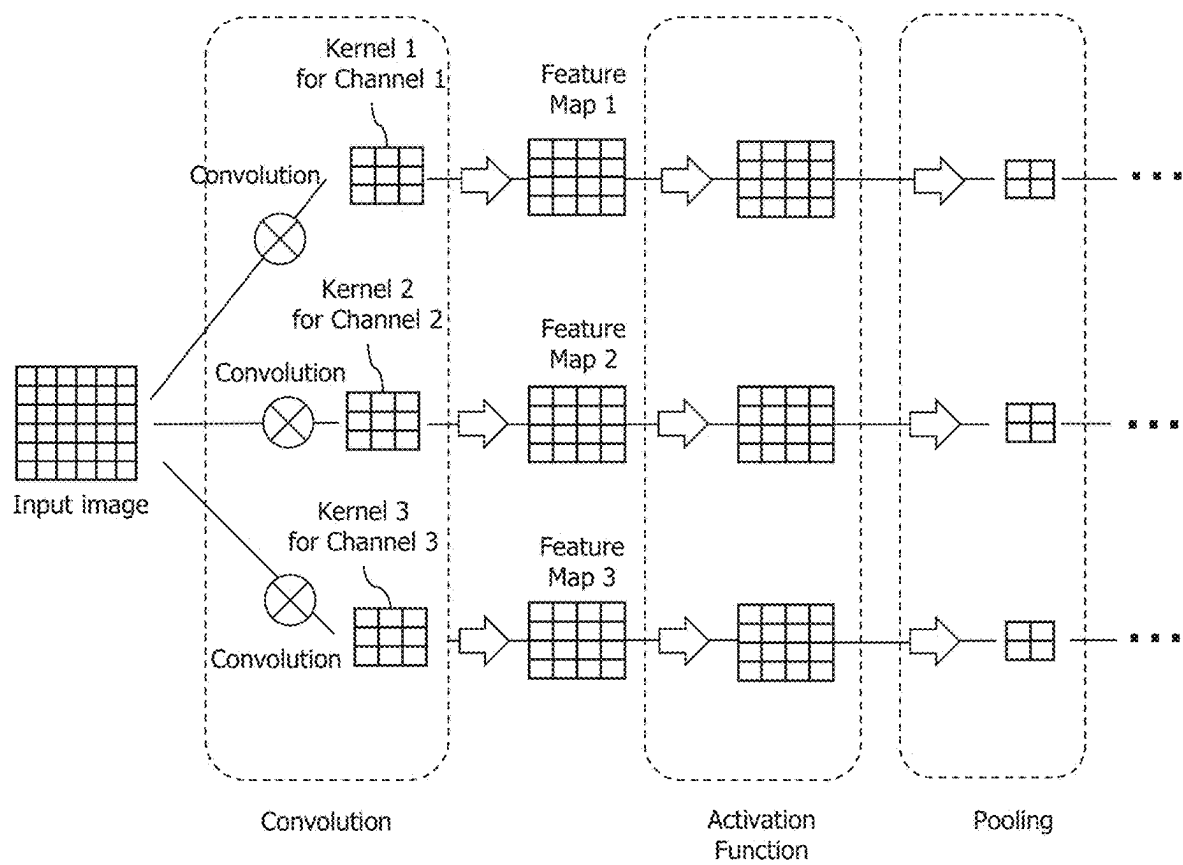 Kernel 1
for Channel 1
Feature
Map 1
Convolution
Kernel 2
for Channel 2
Feature
Map 2
Convolution
Input image
Kernel 3
for Channel 3
Feature
Map 3
Convolution
Convolution
Activation
Function
Pooling